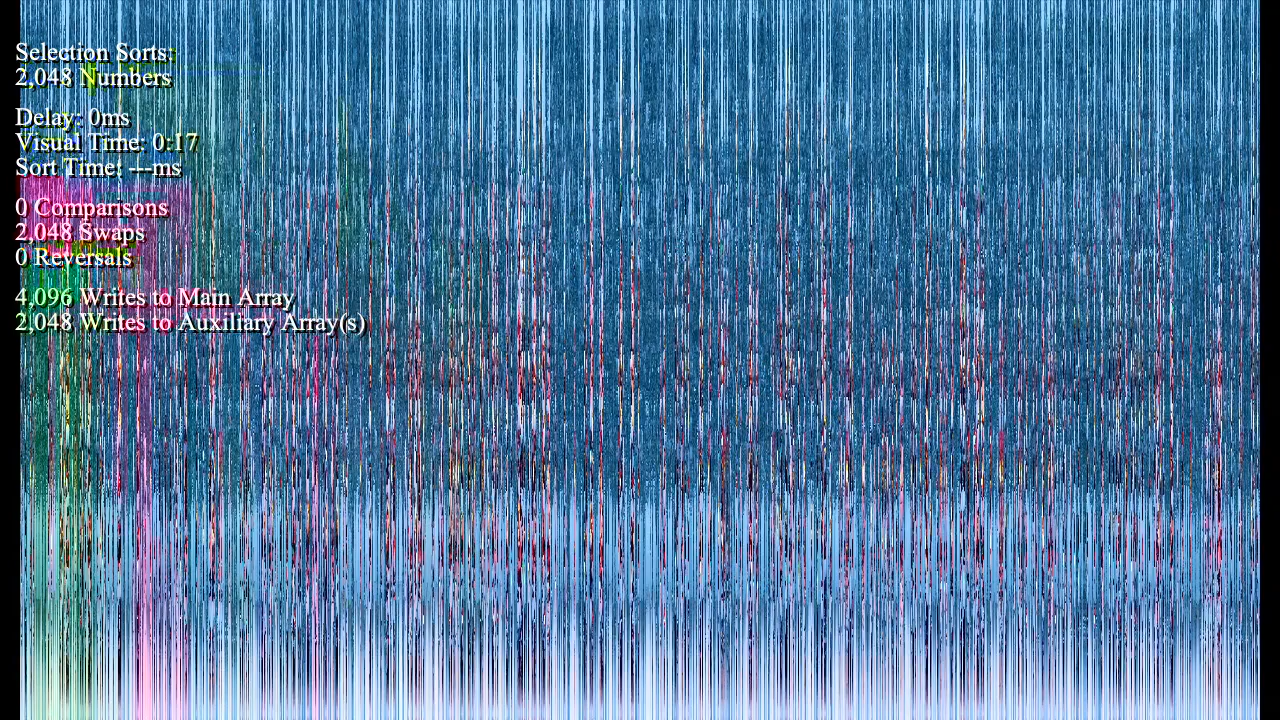 Selection Sorts:
2,048 Numbers
Delay: 0ms
Visual Time: 0:17
Sort Time: ---ms
0 Comparisons
2,048 Swaps
0 Reversals
4,096 Writes to Main Array
2,048 Writes to Auxiliary Array(s)